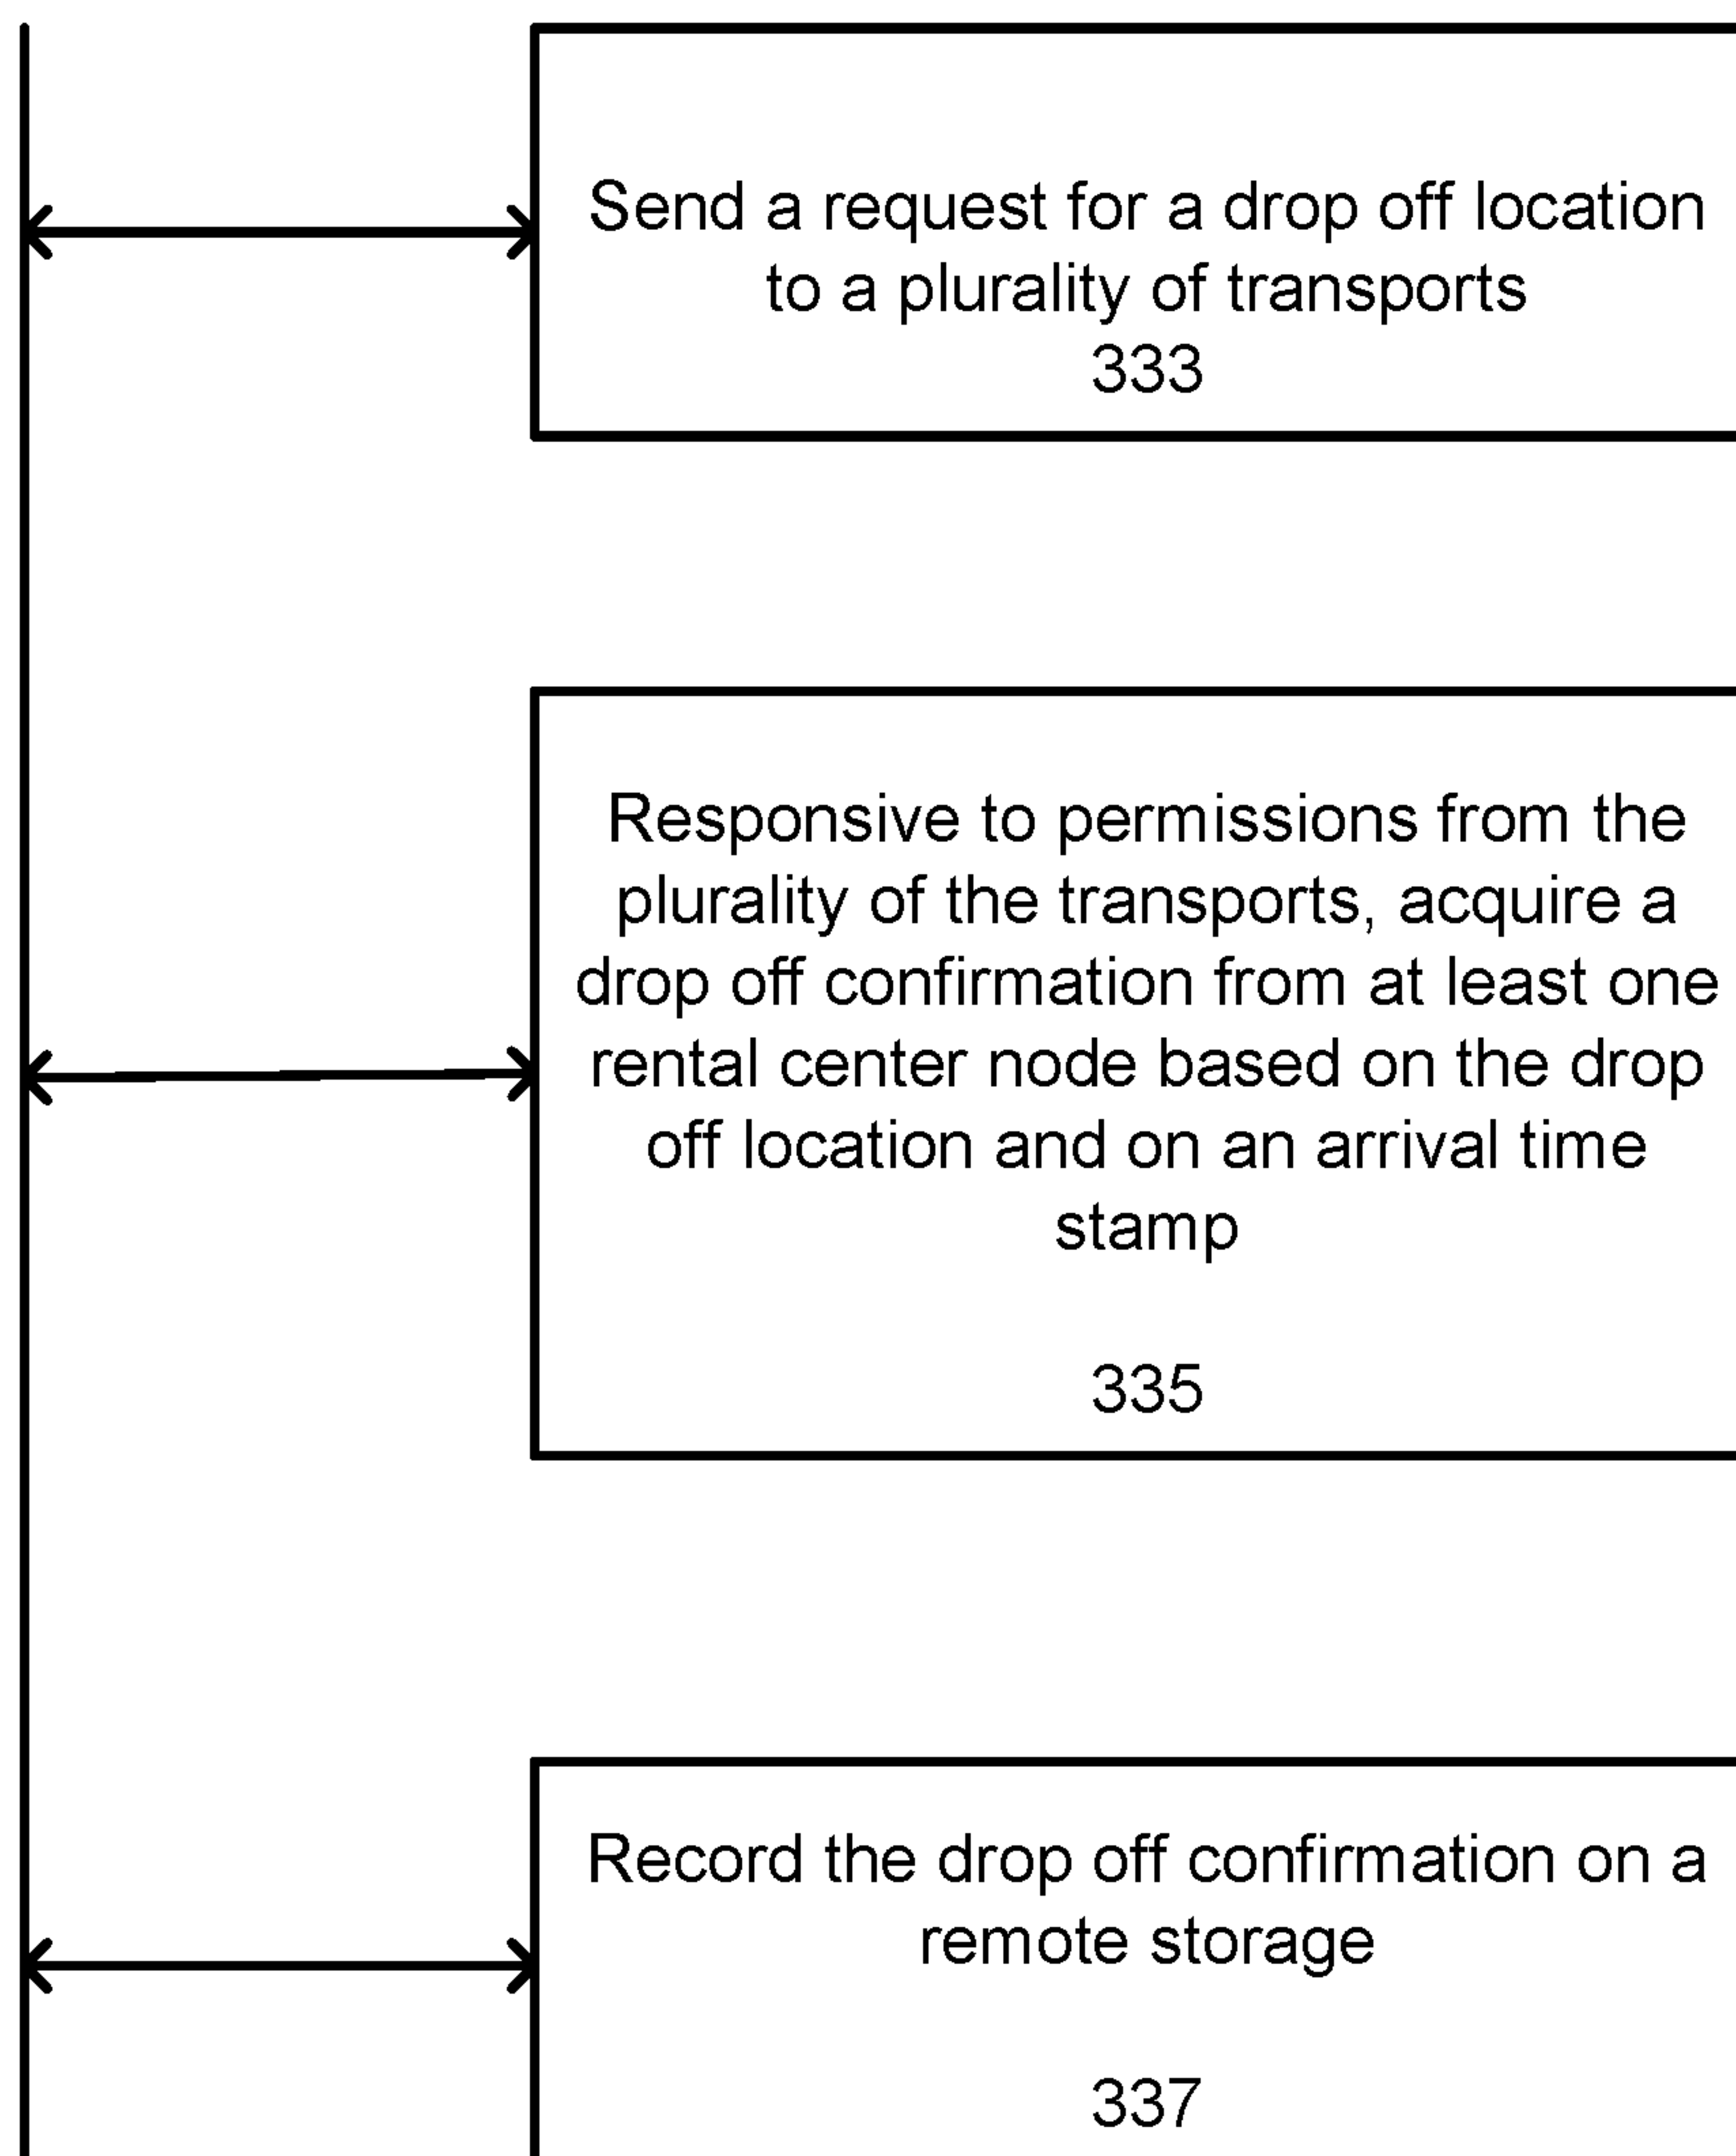 Send a request for a drop off location
to a plurality of transports
333
Responsive to permissions from the
plurality of the transports, acquire a
drop off confirmation from at least one
rental center node based on the drop
off location and on an arrival time
stamp
335
Record the drop off confirmation on a
remote storage
337